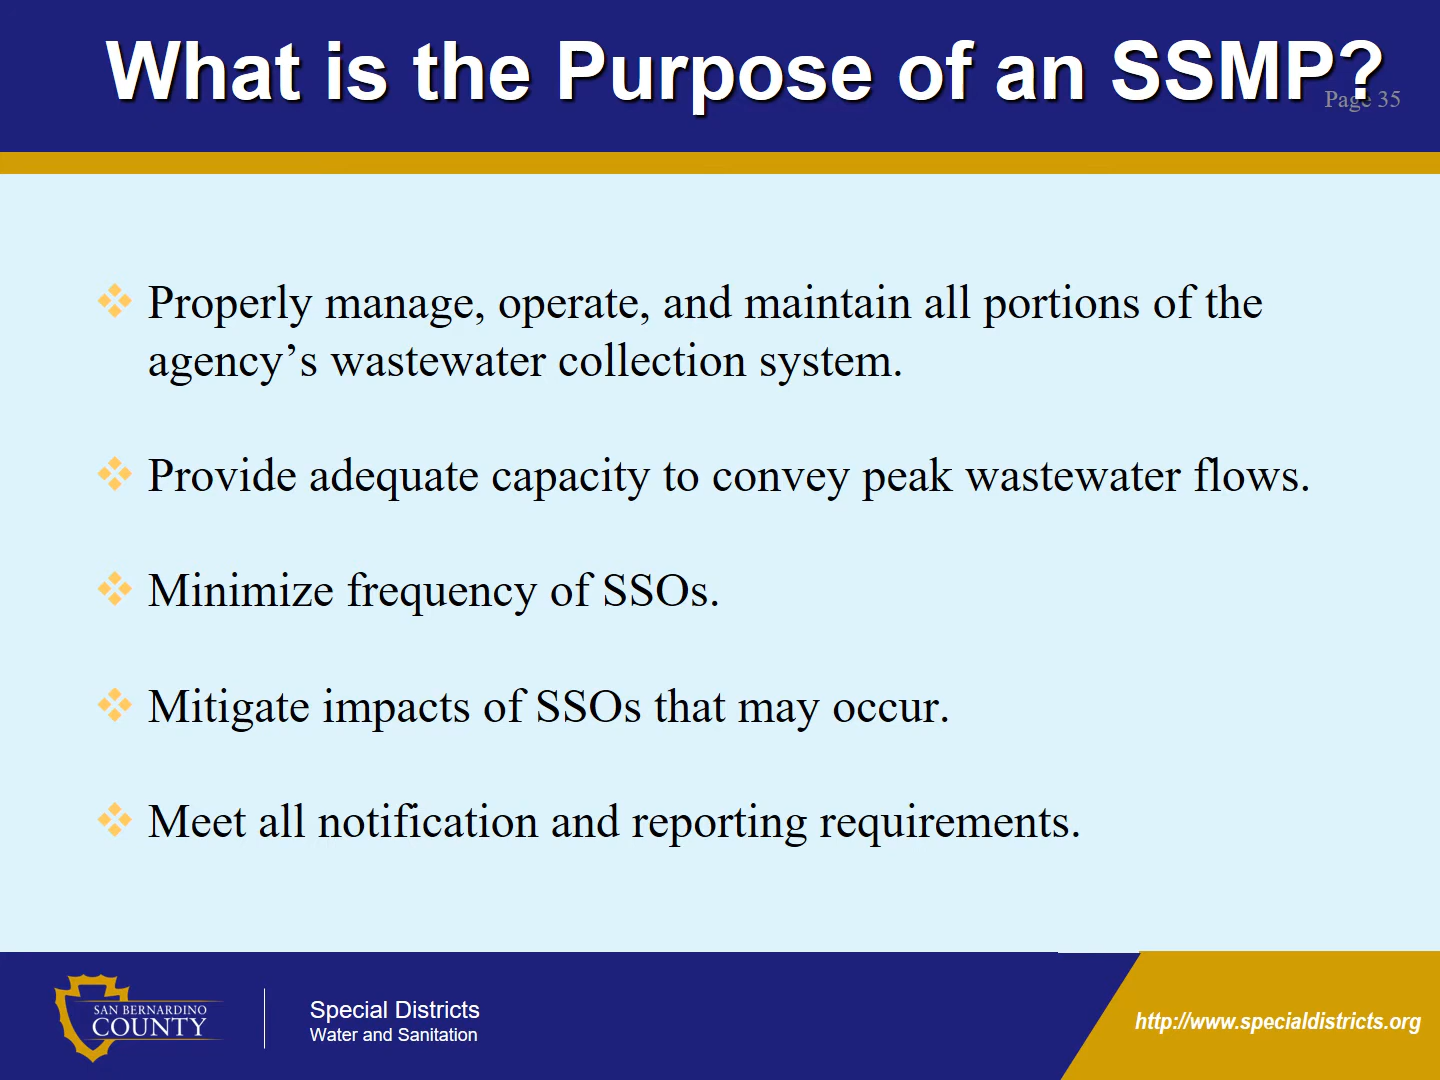 What is the Purpose of an SSMP?
Page 35
❖ Properly manage, operate, and maintain all portions of the
agency’s wastewater collection system.
❖ Provide adequate capacity to convey peak wastewater flows.
❖ Minimize frequency of SSOs.
❖ Mitigate impacts of SSOs that may occur.
❖ Meet all notification and reporting requirements.
SAN BERNARDINO
COUNTY
Special Districts
Water and Sanitation
http://www.specialdistricts.org